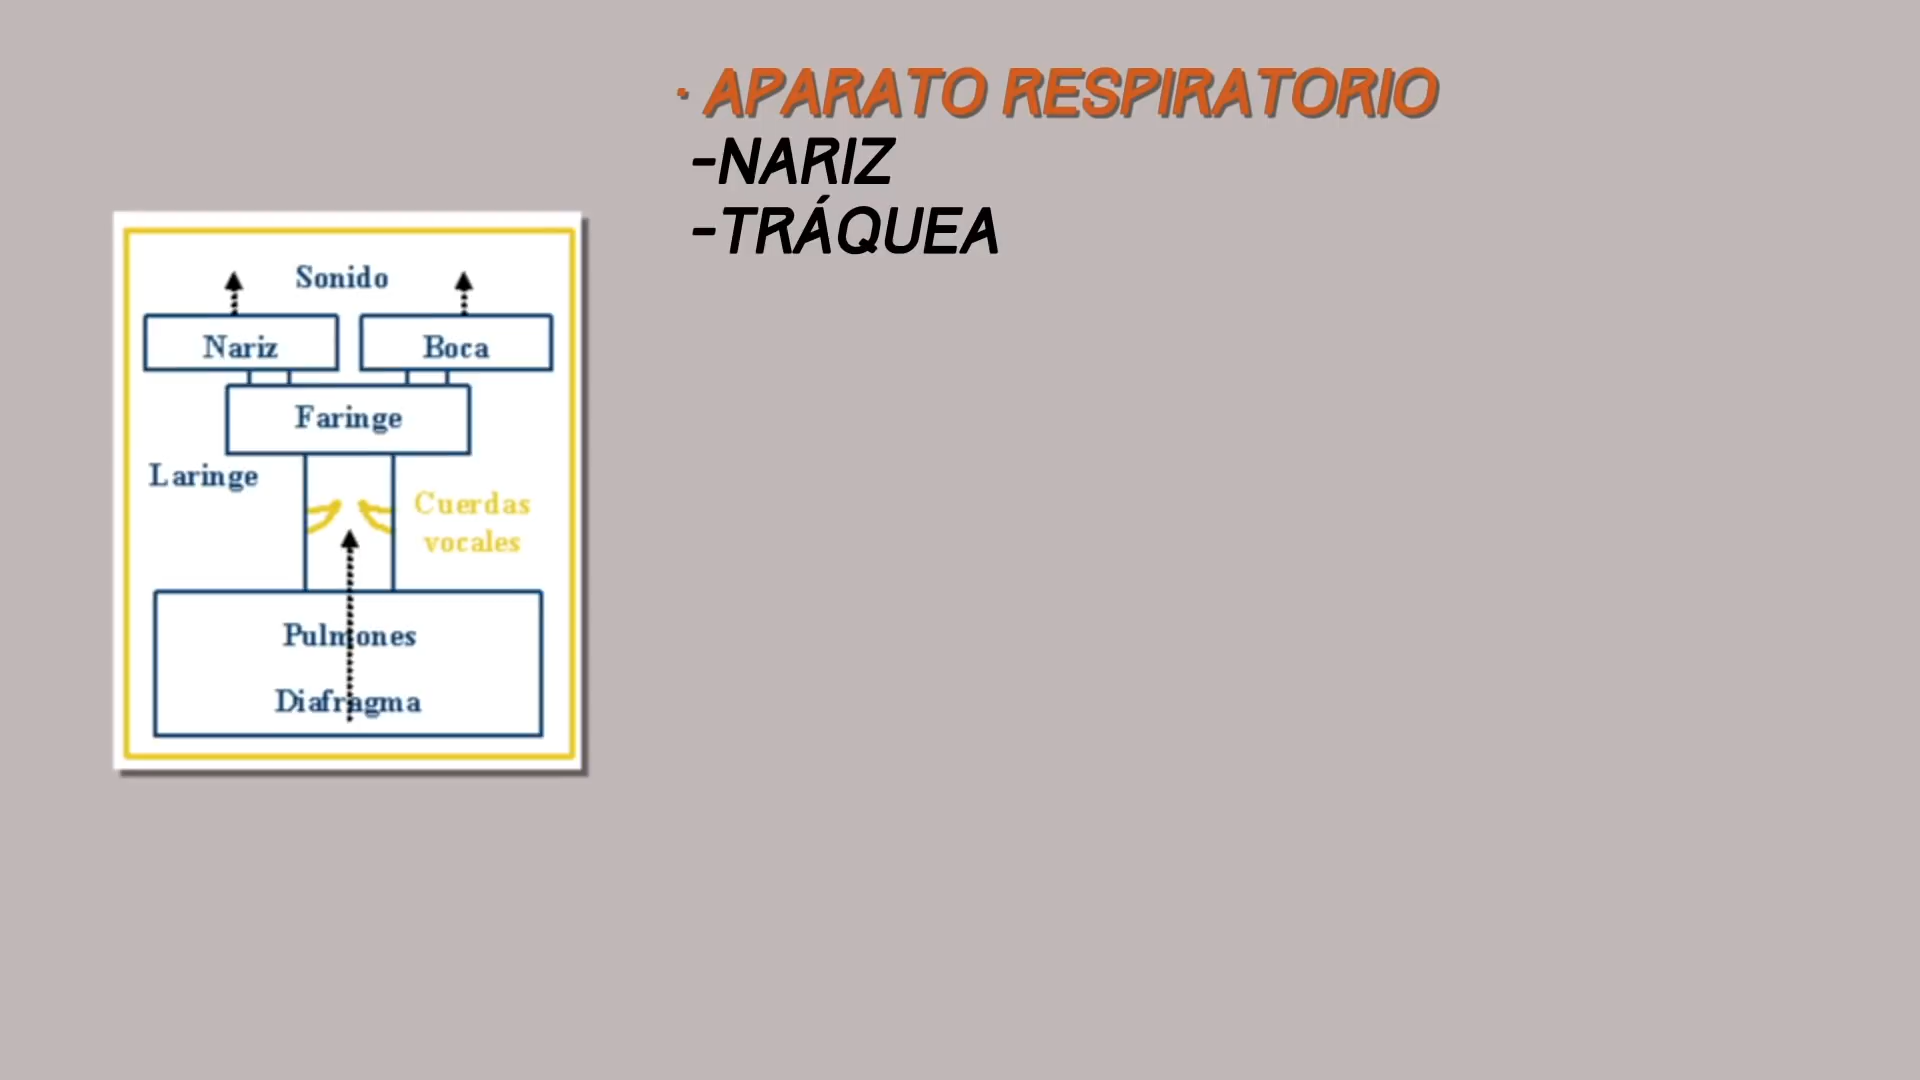 · APARATO RESPIRATORIO
-NARIZ
-TRÁQUEA
Sonido
Nariz
Boca
Faringe
Laringe
Cuerdas
vocales
Pulmones
Diafragma